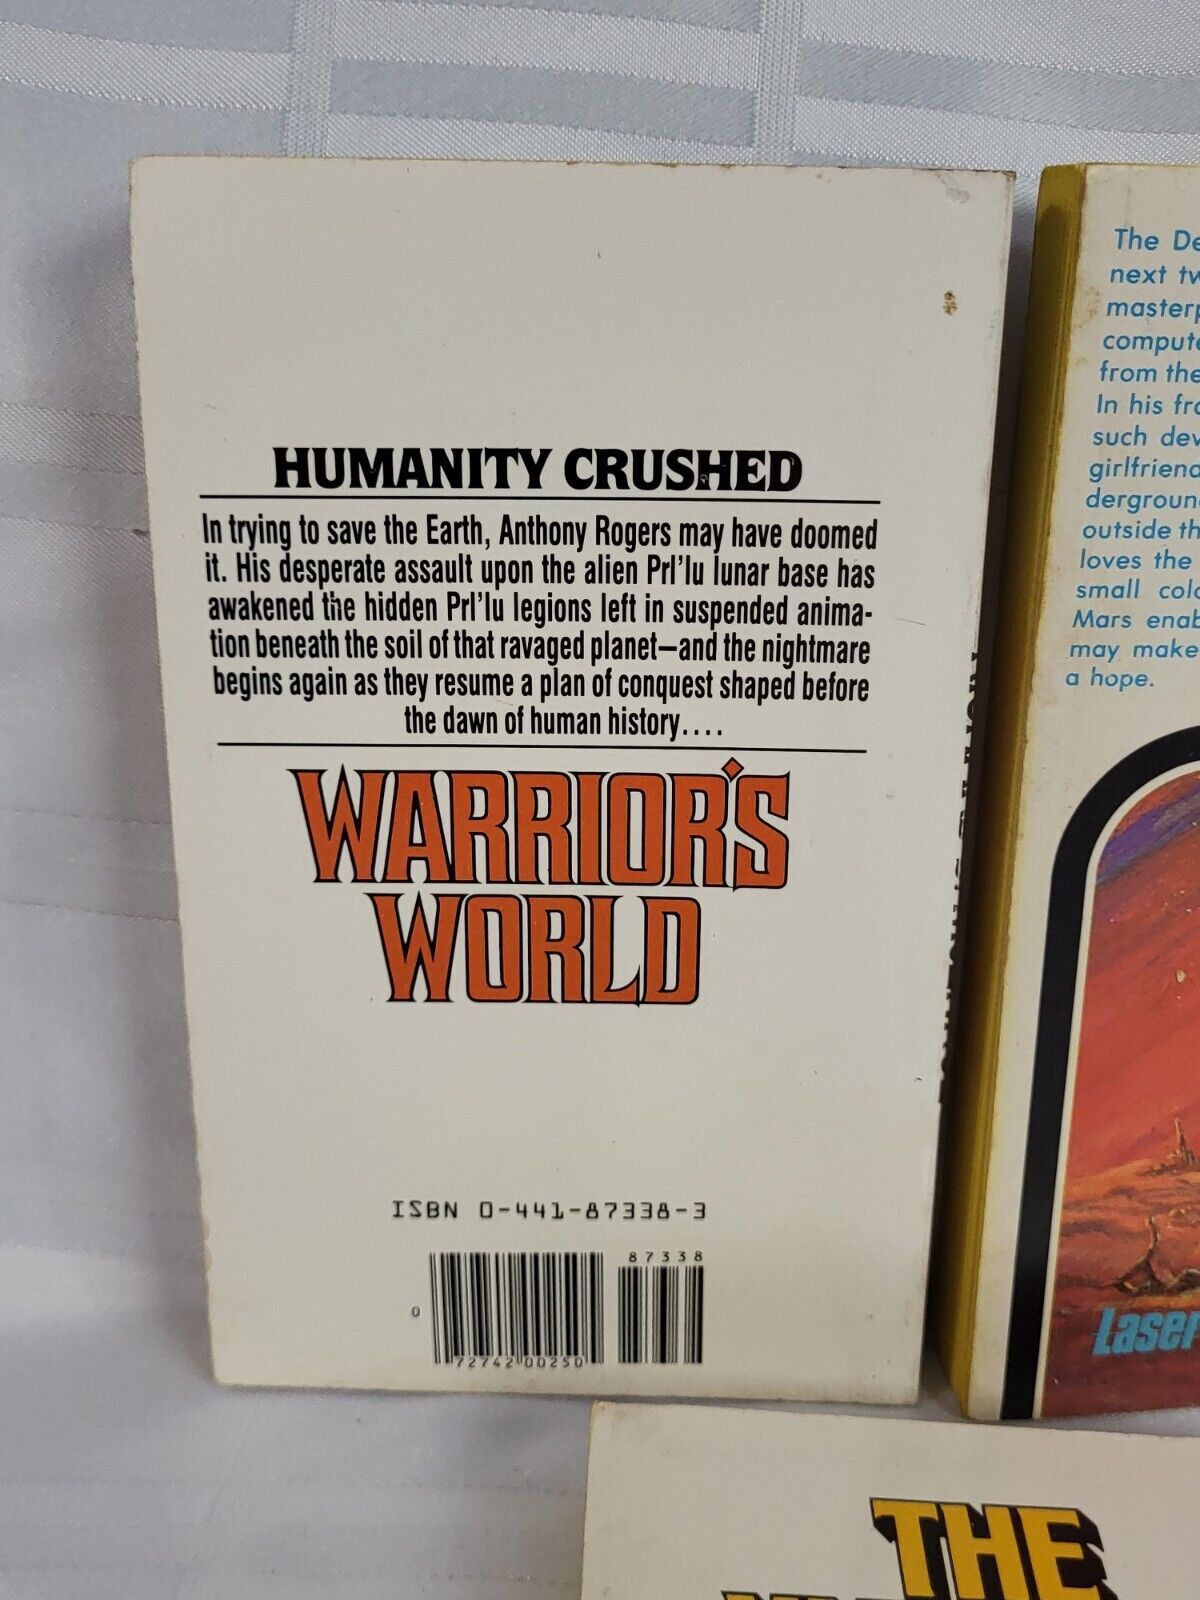 HUMANITY CRUSHED
In trying to save the Earth, Anthony Rogers may have doomed
it. His desperate assault upon the alien Prl'lu lunar base has
awakened the hidden Prl'lu legions left in suspended anima-
tion beneath the soil of that ravaged planet—and the nightmare
begins again as they resume a plan of conquest shaped before
the dawn of human history....
WARRIOR'S
WORLD
ISBN 0-441-87338-3
87338
0
72742 00250
The De
next tw
masterp
compute
from the
In his fro
such dev
girlfriend
dergroun
outside th
loves the
small colo
Mars enab
may make
a hope.
Laser
THE